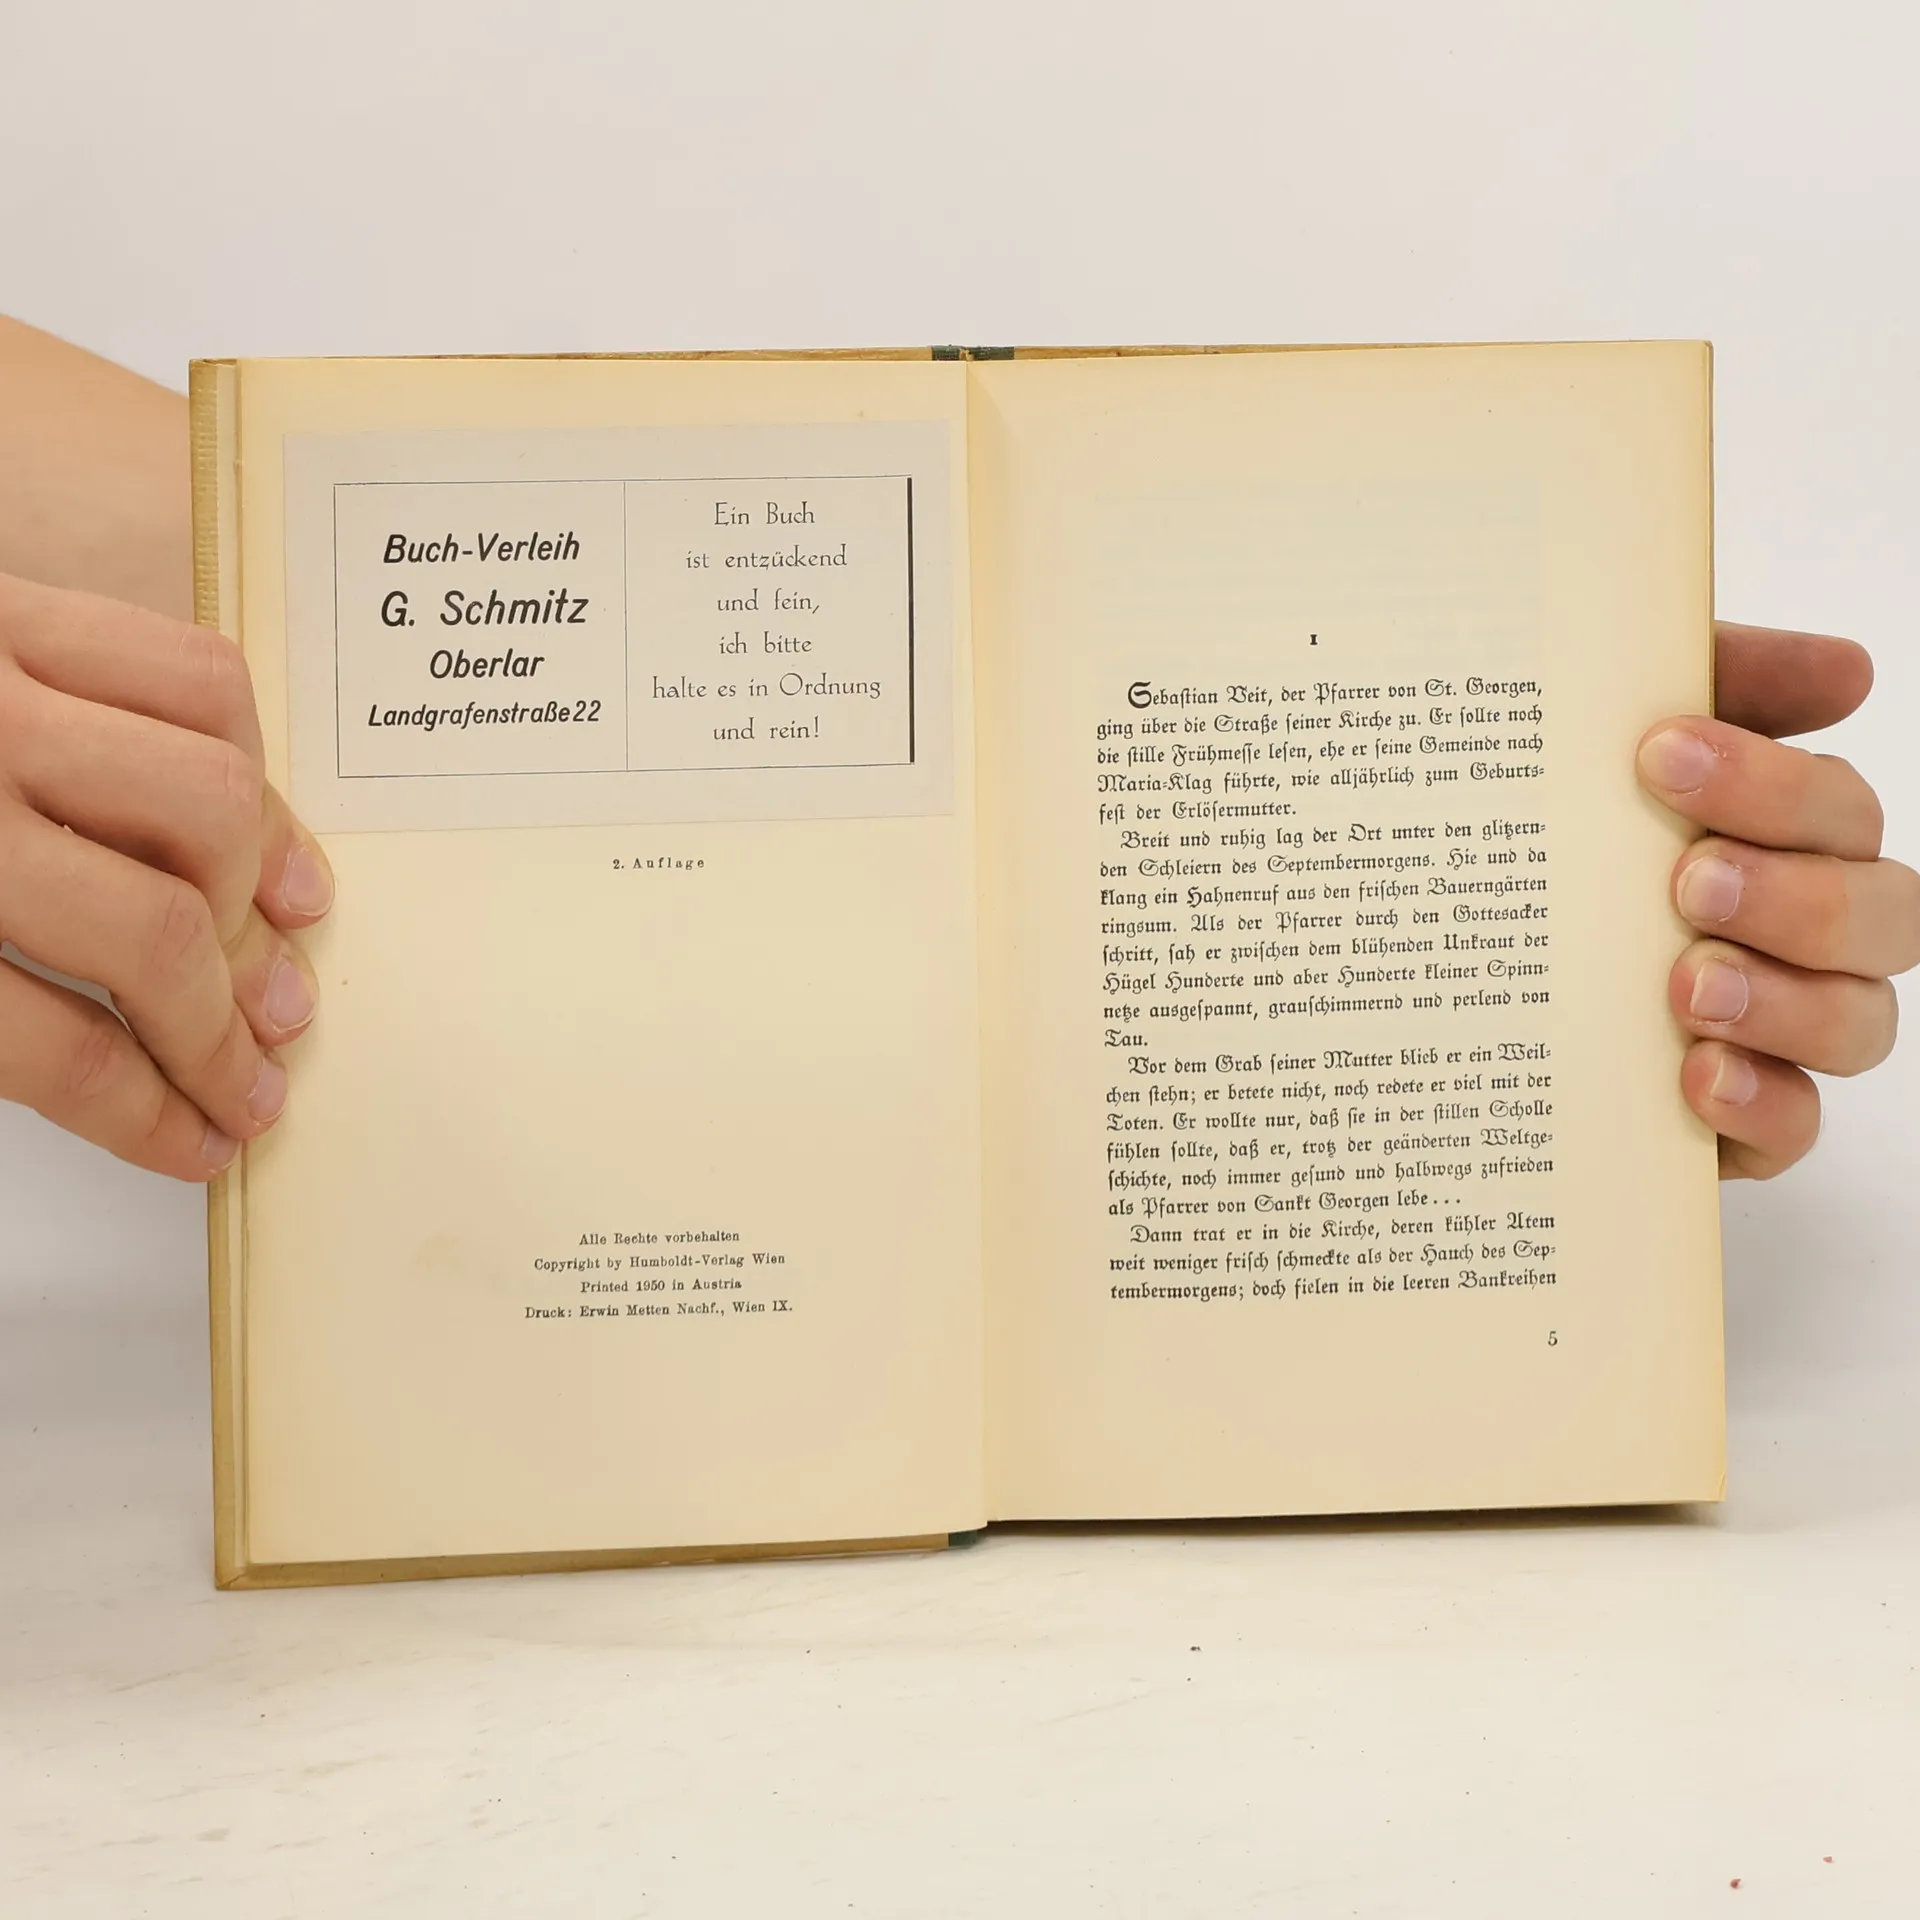 Buch-Verleih
G. Schmitz
Oberlar
Landgrafenstraße 22
Ein Buch
ist entzückend
und fein,
ich bitte
halte es in Ordnung
und rein!
2. Auflage
Alle Rechte vorbehalten
Copyright by Humboldt-Verlag Wien
Printed 1950 in Austria
Druck: Erwin Metten Nachf., Wien IX.
I
Sebaſtian Veit, der Pfarrer von St. Georgen,
ging über die Straße ſeiner Kirche zu. Er ſollte noch
die ſtille Frühmeſſe leſen, ehe er ſeine Gemeinde nach
Maria-Klag führte, wie alljährlich zum Geburts-
feſt der Erlöſermutter.
Breit und ruhig lag der Ort unter den glitzern-
den Schleiern des Septembermorgens. Hie und da
klang ein Hahnenruf aus den friſchen Bauerngärten
ringsum. Als der Pfarrer durch den Gottesacker
ſchritt, ſah er zwiſchen dem blühenden Unkraut der
Hügel Hunderte und aber Hunderte kleiner Spinn-
netze ausgeſpannt, grauſchimmernd und perlend von
Tau.
Vor dem Grab ſeiner Mutter blieb er ein Weil-
chen ſtehn; er betete nicht, noch redete er viel mit der
Toten. Er wollte nur, daß ſie in der ſtillen Scholle
fühlen ſollte, daß er, trotz der geänderten Weltge-
ſchichte, noch immer geſund und halbwegs zufrieden
als Pfarrer von Sankt Georgen lebe...
Dann trat er in die Kirche, deren kühler Atem
weit weniger friſch ſchmeckte als der Hauch des Sep-
tembermorgens; doch fielen in die leeren Bankreihen
5